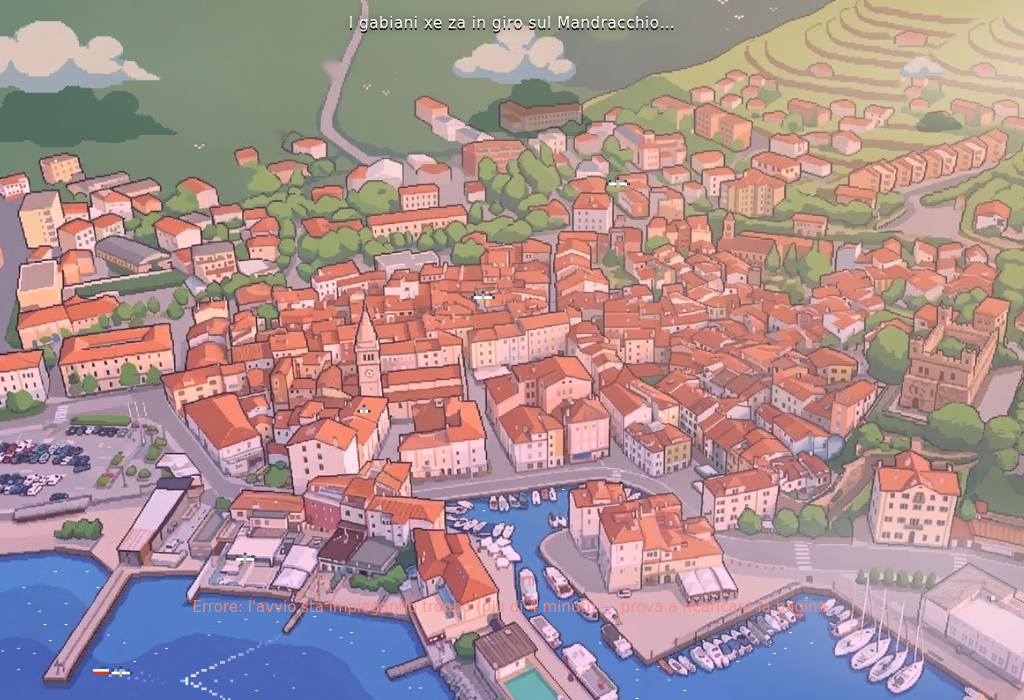 I gabiani xe za in giro sul Mandracchio...
Errore: l'avvio sta impiegando troppo (più di 4 minuti) — prova a ricaricare la pagina.